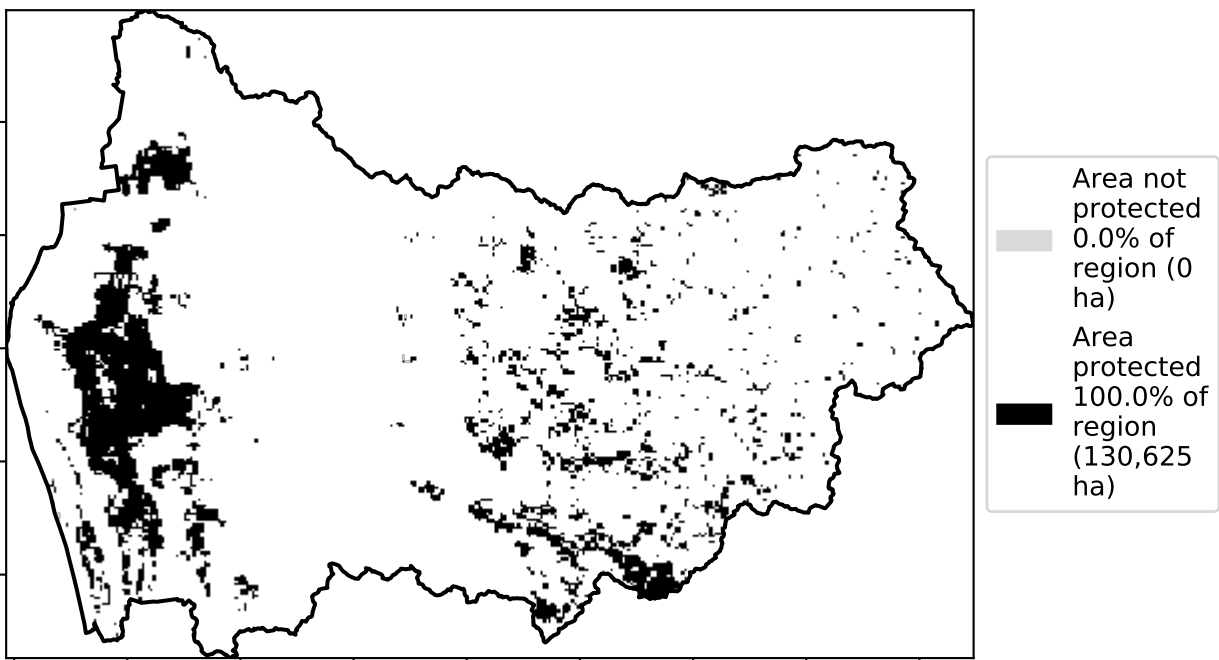 Area not
protected
0.0% of
region (0
ha)
Area
protected
100.0% of
region
(130,625
ha)